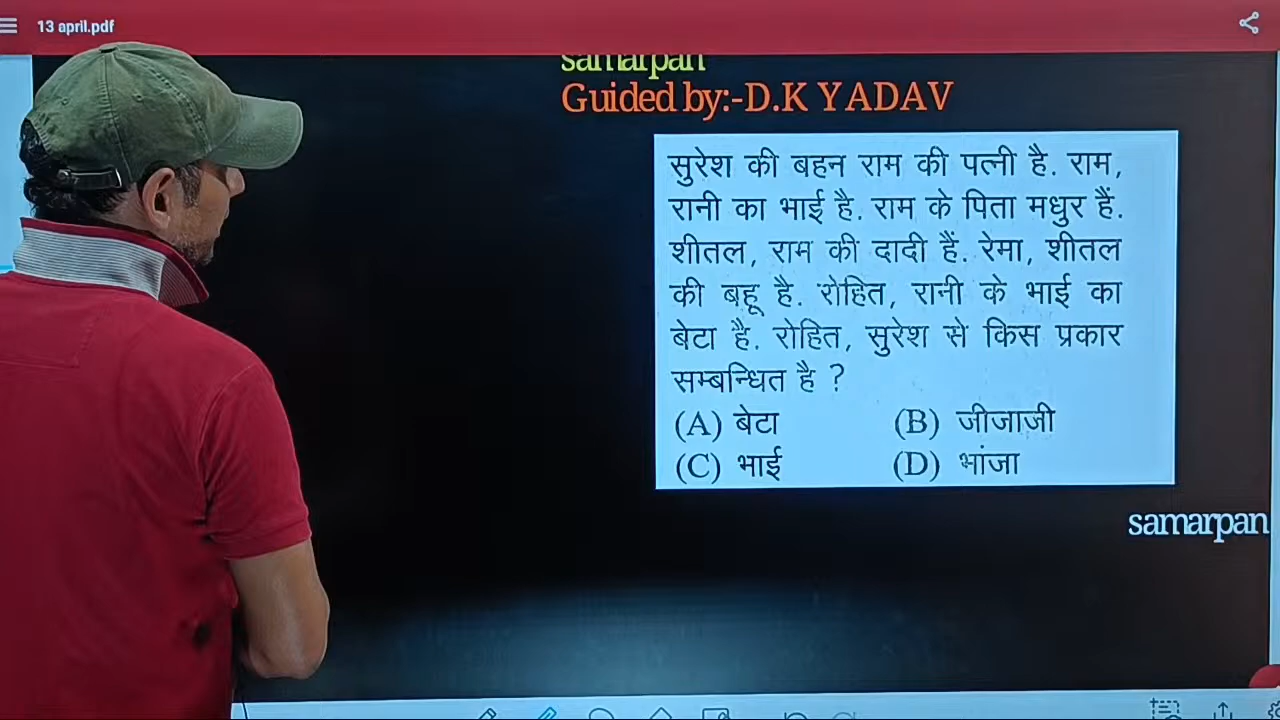 13 april.pdf
samarpan
Guided by:-D.K YADAV
सुरेश की बहन राम की पत्नी है. राम,
रानी का भाई है. राम के पिता मधुर हैं.
शीतल, राम की दादी हैं. रेमा, शीतल
की बहू है. रोहित, रानी के भाई का
बेटा है. रोहित, सुरेश से किस प्रकार
सम्बन्धित है ?
(A) बेटा (B) जीजाजी
(C) भाई (D) भांजा
samarpan